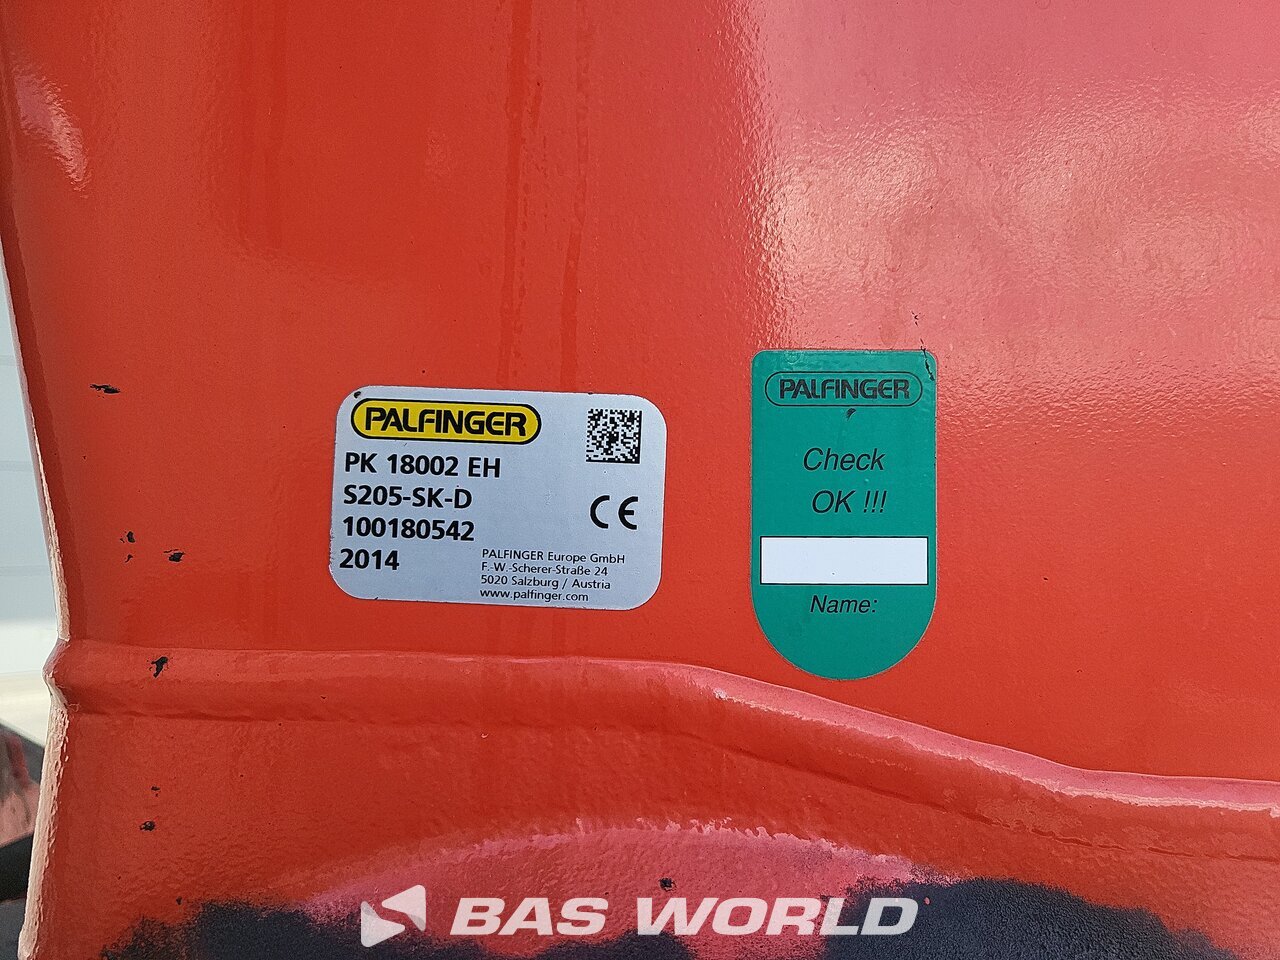 PALFINGER
PK 18002 EH
S205-SK-D
100180542
2014
CE
PALFINGER Europe GmbH
F.-W.-Scherer-Straße 24
5020 Salzburg / Austria
www.palfinger.com
PALFINGER
Check
OK !!!
Name:
BAS WORLD